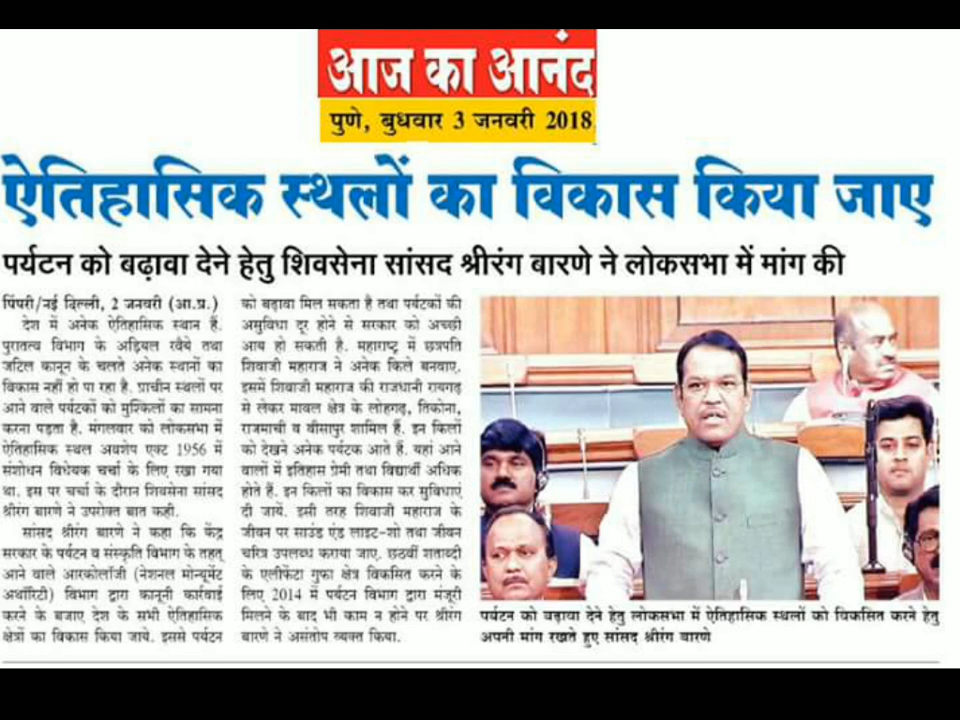 आज का आनंद
पुणे, बुधवार 3 जनवरी 2018
ऐतिहासिक स्थलों का विकास किया जाए
पर्यटन को बढ़ावा देने हेतु शिवसेना सांसद श्रीरंग बारणे ने लोकसभा में मांग की
पिंपरी/नई दिल्ली, 2 जनवरी (आ.प्र.)
देश में अनेक ऐतिहासिक स्थान हैं.
पुरातत्व विभाग के अड़ियल रवैये तथा
जटिल कानून के चलते अनेक स्थानों का
विकास नहीं हो पा रहा है. प्राचीन स्थलों पर
आने वाले पर्यटकों को मुश्किलों का सामना
करना पड़ता है. मंगलवार को लोकसभा में
ऐतिहासिक स्थल अवशेष एक्ट 1956 में
संशोधन विधेयक चर्चा के लिए रखा गया
था. इस पर चर्चा के दौरान शिवसेना सांसद
श्रीरंग बारणे ने उपरोक्त बात कही.
सांसद श्रीरंग बारणे ने कहा कि केंद्र
सरकार के पर्यटन व संस्कृति विभाग के तहत्
आने वाले आरकोलॉजी (नेशनल मोन्यूमेंट
अथॉरिटी) विभाग द्वारा कानूनी कार्रवाई
करने के बजाए देश के सभी ऐतिहासिक
क्षेत्रों का विकास किया जाये. इससे पर्यटन
को बढ़ावा मिल सकता है तथा पर्यटकों की
असुविधा दूर होने से सरकार को अच्छी
आय हो सकती है. महाराष्ट्र में छत्रपति
शिवाजी महाराज ने अनेक किले बनवाए.
इसमें शिवाजी महाराज की राजधानी रायगढ़
से लेकर मावल क्षेत्र के लोहगढ़, तिकोना,
राजमाची व वीसापुर शामिल हैं. इन किलों
को देखने अनेक पर्यटक आते हैं. यहां आने
वालों में इतिहास प्रेमी तथा विद्यार्थी अधिक
होते हैं. इन किलों का विकास कर सुविधाएं
दी जायें. इसी तरह शिवाजी महाराज के
जीवन पर साउंड एंड लाइट-शो तथा जीवन
चरित्र उपलब्ध कराया जाए. छठवीं शताब्दी
के एलीफेंटा गुफा क्षेत्र विकसित करने के
लिए 2014 में पर्यटन विभाग द्वारा मंजूरी
मिलने के बाद भी काम न होने पर श्रीरंग
बारणे ने असंतोष व्यक्त किया.
पर्यटन को बढ़ावा देने हेतु लोकसभा में ऐतिहासिक स्थलों को विकसित करने हेतु
अपनी मांग रखते हुए सांसद श्रीरंग बारणे